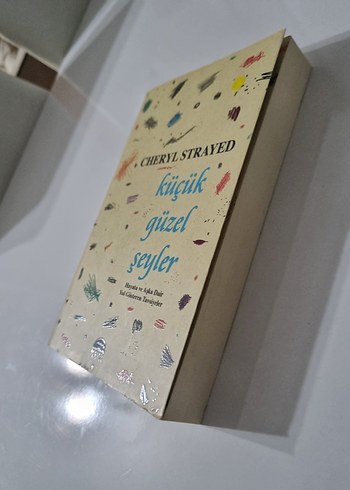 CHERYL STRAYED
küçük
güzel
şeyler
Hayata ve Aşka Dair
Yol Gösteren Tavsiyeler